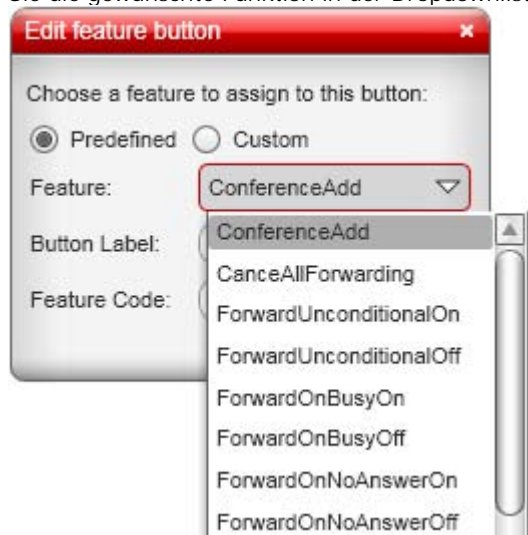 Sie die gewünschte Funktion in der Dropdownlist
Edit feature button ×
Choose a feature to assign to this button:
Predefined Custom
Feature: ConferenceAdd
Button Label:
Feature Code:
ConferenceAdd
CanceAllForwarding
ForwardUnconditionalOn
ForwardUnconditionalOff
ForwardOnBusyOn
ForwardOnBusyOff
ForwardOnNoAnswerOn
ForwardOnNoAnswerOff